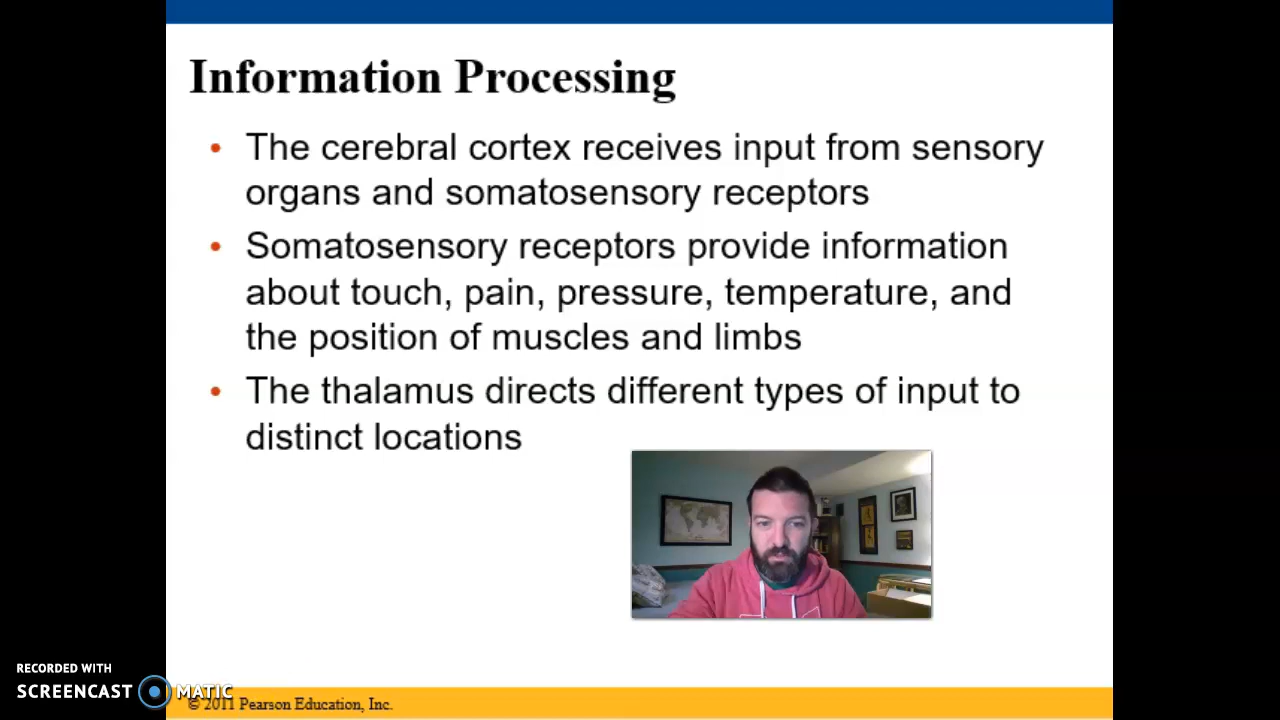 Information Processing
• The cerebral cortex receives input from sensory
organs and somatosensory receptors
• Somatosensory receptors provide information
about touch, pain, pressure, temperature, and
the position of muscles and limbs
• The thalamus directs different types of input to
distinct locations
RECORDED WITH
SCREENCAST MATIC
© 2011 Pearson Education, Inc.